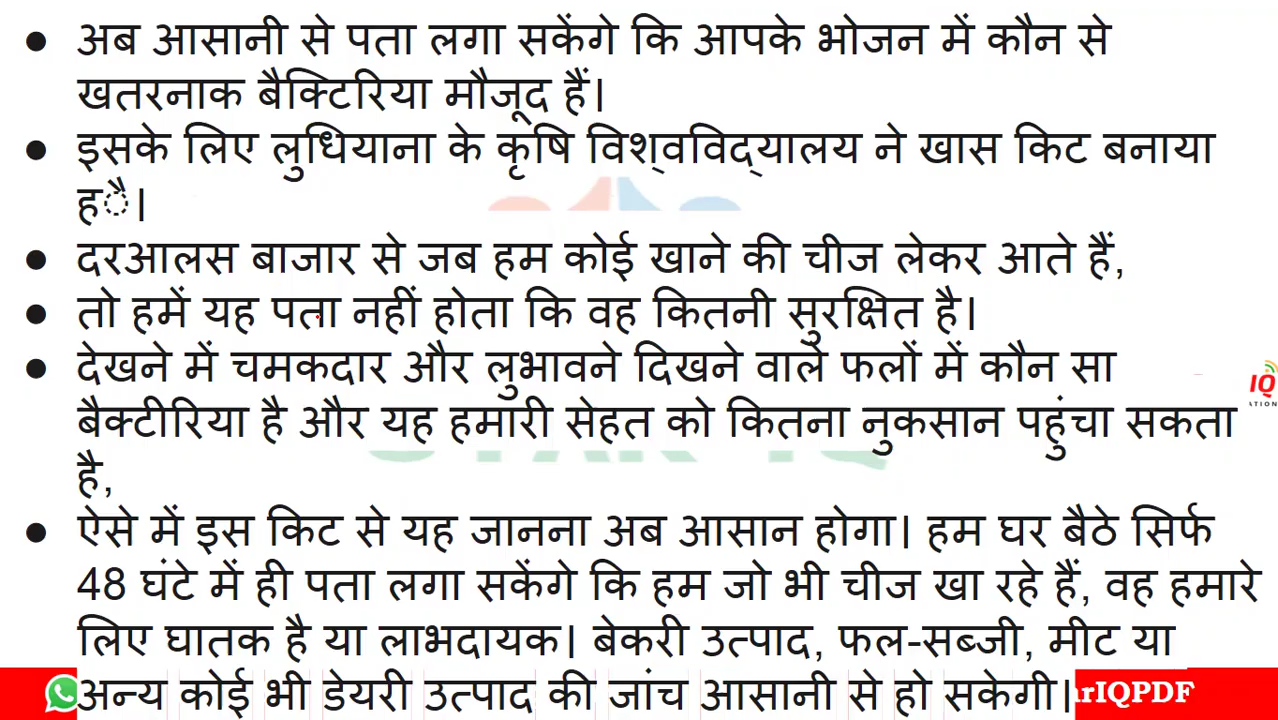 • अब आसानी से पता लगा सकेंगे कि आपके भोजन में कौन से
खतरनाक बैक्टिरिया मौजूद हैं।
• इसके लिए लुधियाना के कृषि विश्‍वविद्‍यालय ने खास किट बनाया
ह ै।
• दरआलस बाजार से जब हम कोई खाने की चीज लेकर आते हैं,
• तो हमें यह पता नहीं होता कि वह कितनी सुरक्षित है।
• देखने में चमकदार और लुभावने दिखने वाले फलों में कौन सा
बैक्टीरिया है और यह हमारी सेहत को कितना नुकसान पहुंचा सकता
है,
IQ
ATION
• ऐसे में इस किट से यह जानना अब आसान होगा। हम घर बैठे सिर्फ
48 घंटे में ही पता लगा सकेंगे कि हम जो भी चीज खा रहे हैं, वह हमारे
लिए घातक है या लाभदायक। बेकरी उत्पाद, फल-सब्जी, मीट या
अन्य कोई भी डेयरी उत्पाद की जांच आसानी से हो सकेगी।
arIQPDF